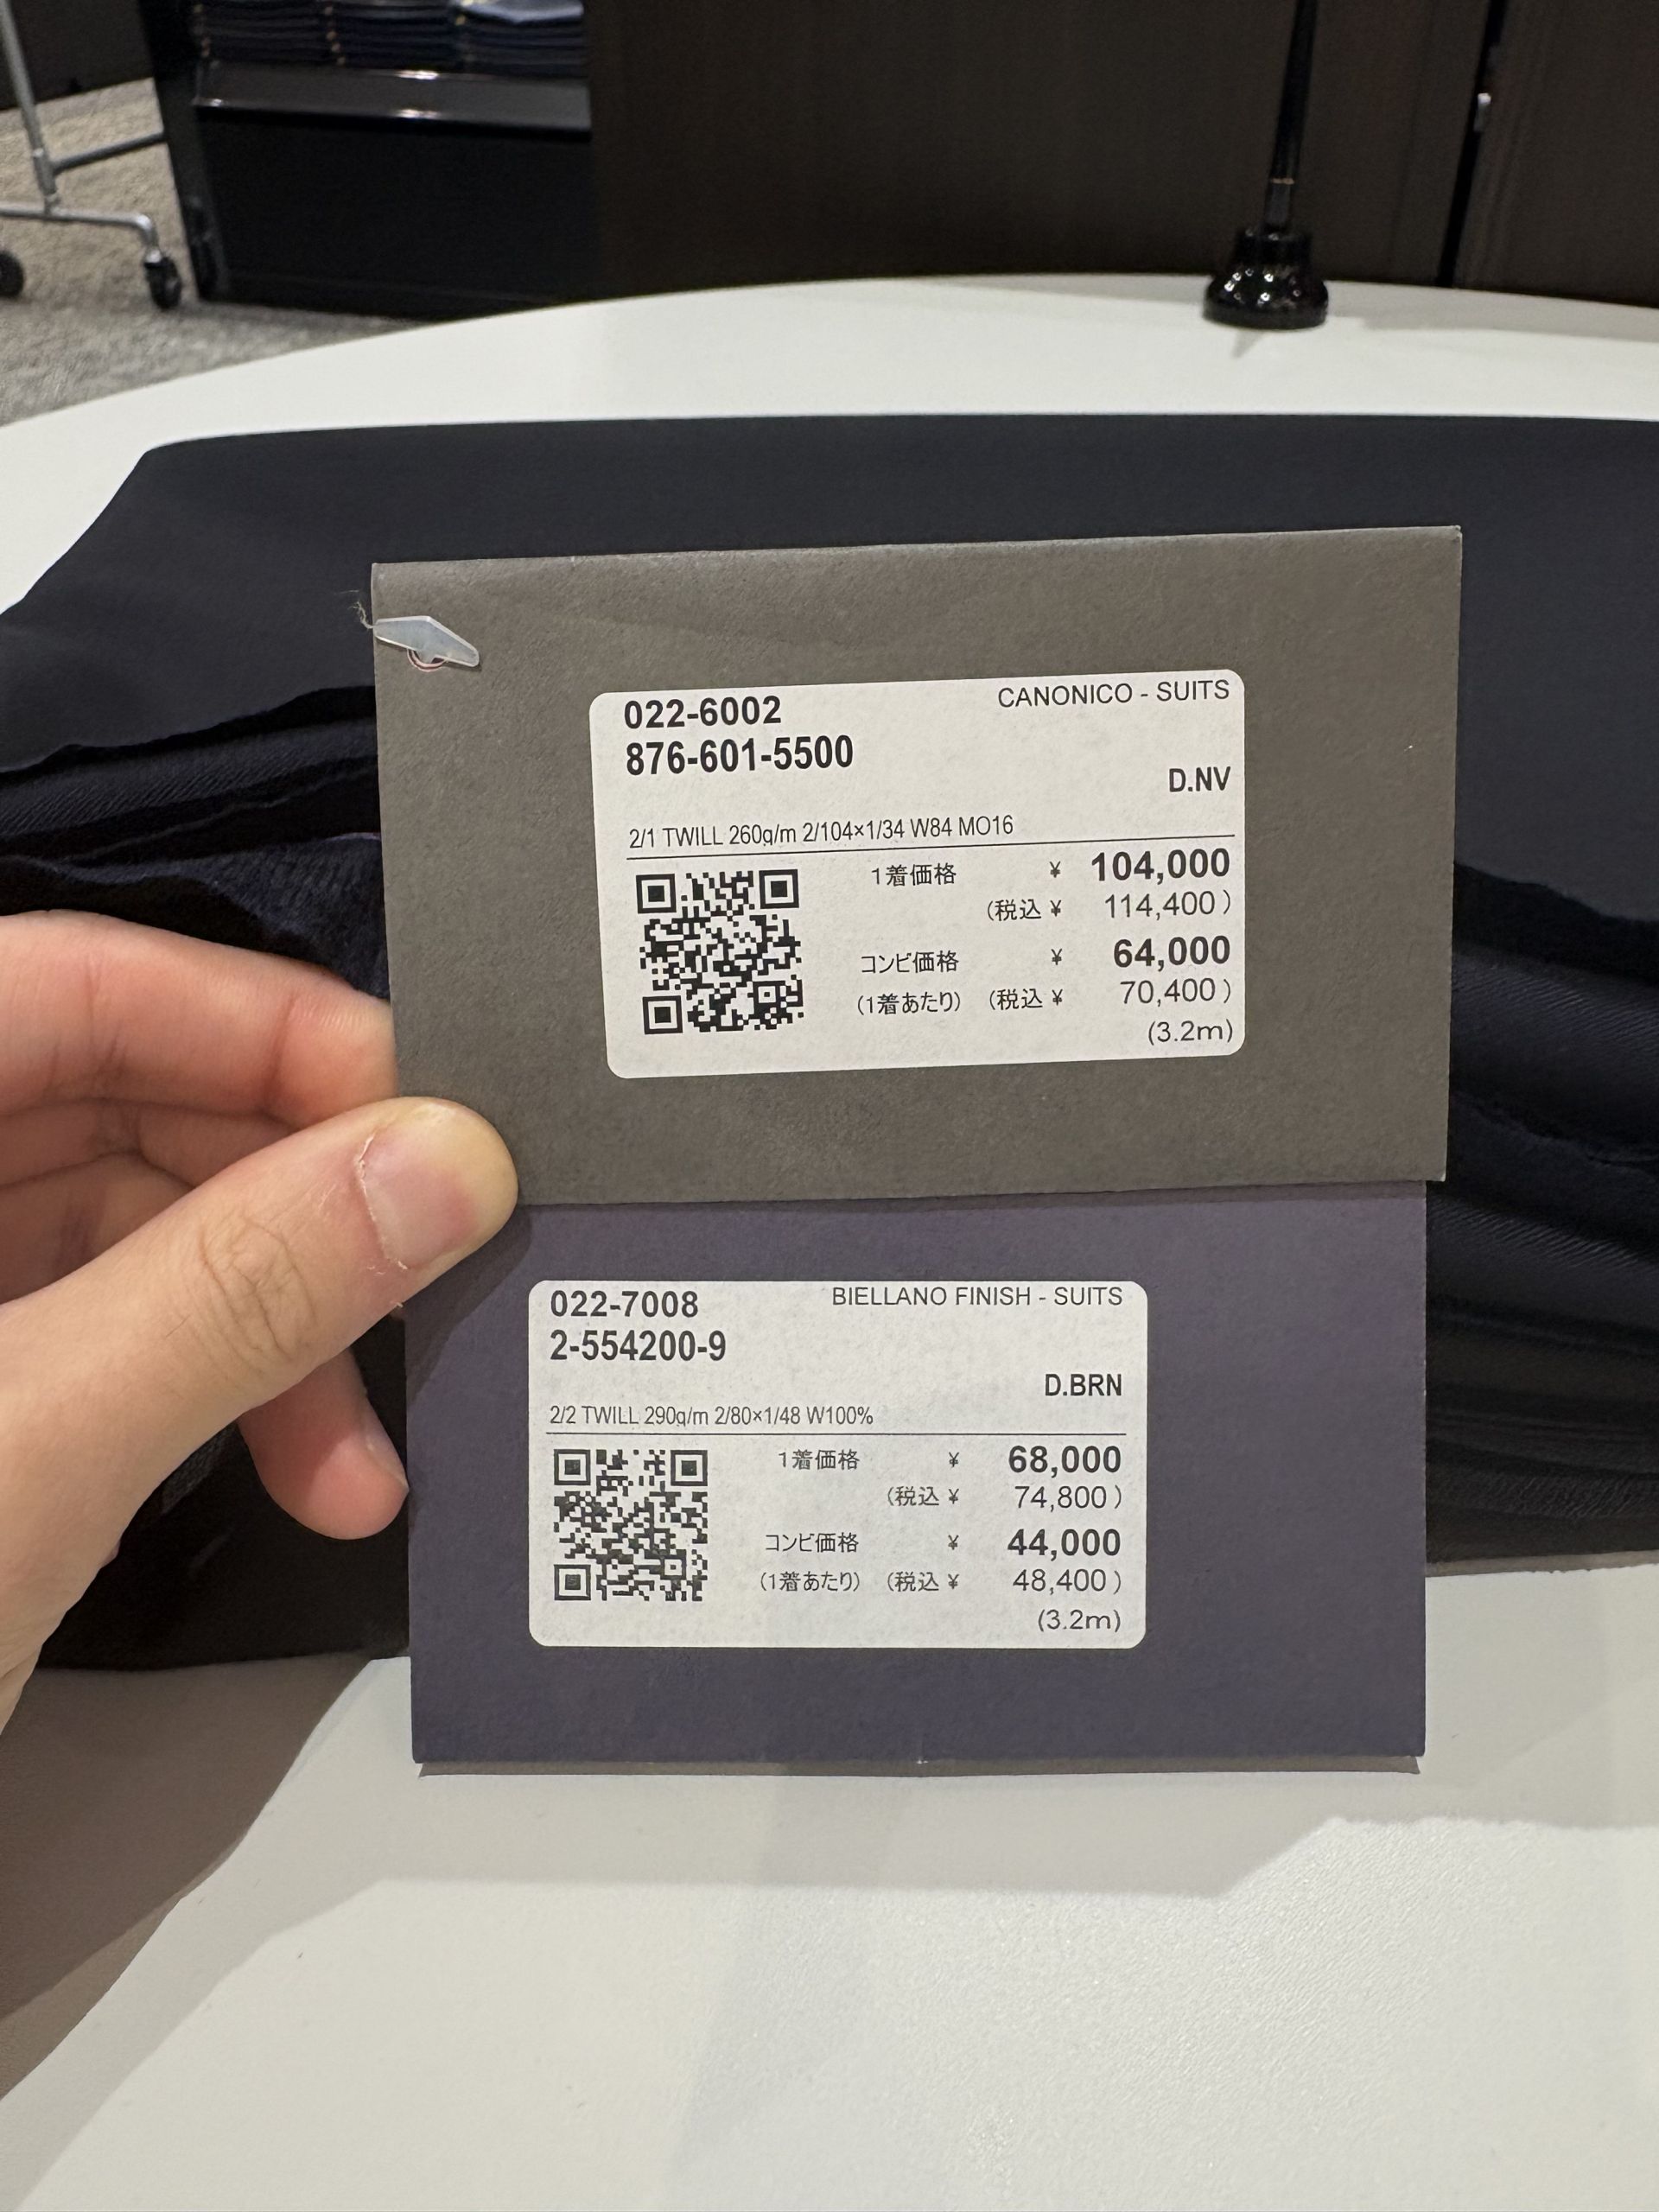 022-6002
CANONICO - SUITS
876-601-5500
D.NV
2/1 TWILL 260g/m 2/104×1/34 W84 MO16
1着価格 ¥ 104,000
(税込 ¥ 114,400)
コンビ価格 ¥ 64,000
(1着あたり) (税込 ¥ 70,400)
(3.2m)
022-7008
BIELLANO FINISH - SUITS
2-554200-9
D.BRN
2/2 TWILL 290g/m 2/80×1/48 W100%
1着価格 ¥ 68,000
(税込 ¥ 74,800)
コンビ価格 ¥ 44,000
(1着あたり) (税込 ¥ 48,400)
(3.2m)